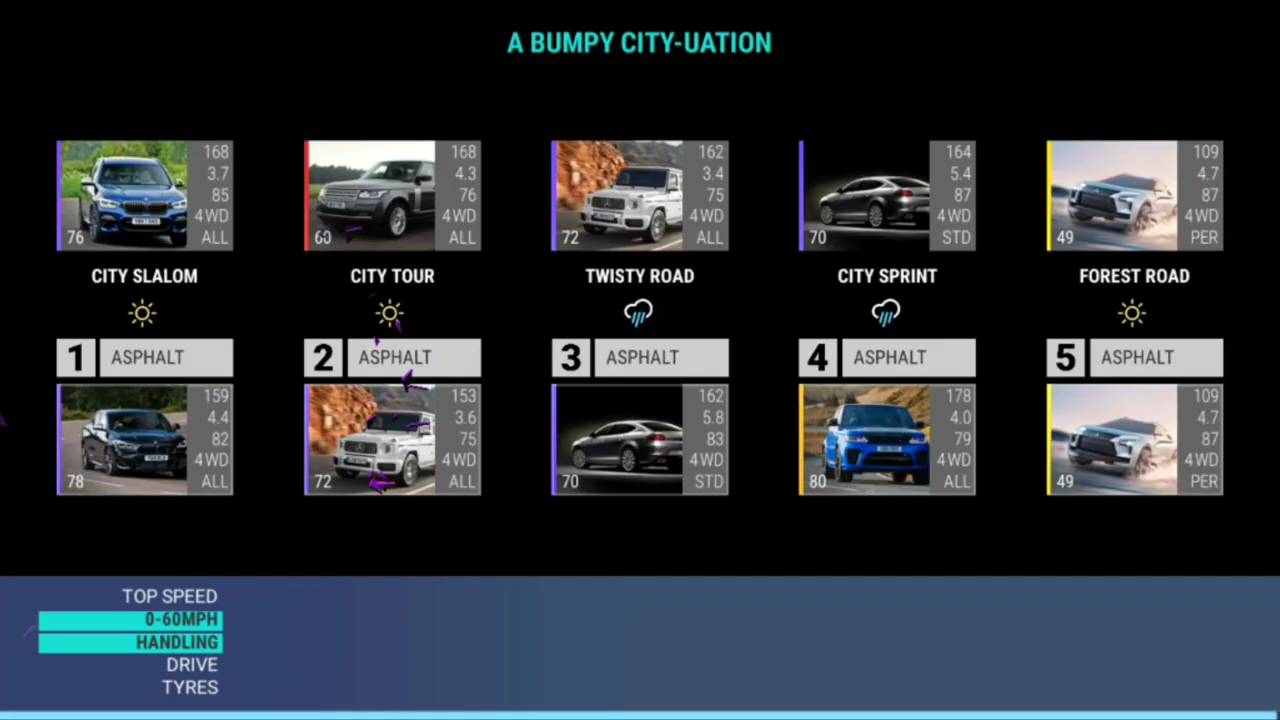 A BUMPY CITY-UATION
168
3.7
85
4WD
ALL
76
168
4.3
76
4WD
ALL
60
162
3.4
75
4WD
ALL
72
164
5.4
87
4WD
STD
70
109
4.7
87
4WD
PER
49
CITY SLALOM
CITY TOUR
TWISTY ROAD
CITY SPRINT
FOREST ROAD
1 ASPHALT
2 ASPHALT
3 ASPHALT
4 ASPHALT
5 ASPHALT
159
4.4
82
4WD
ALL
78
153
3.6
75
4WD
ALL
72
162
5.8
83
4WD
STD
70
178
4.0
79
4WD
ALL
80
109
4.7
87
4WD
PER
49
TOP SPEED
0-60MPH
HANDLING
DRIVE
TYRES